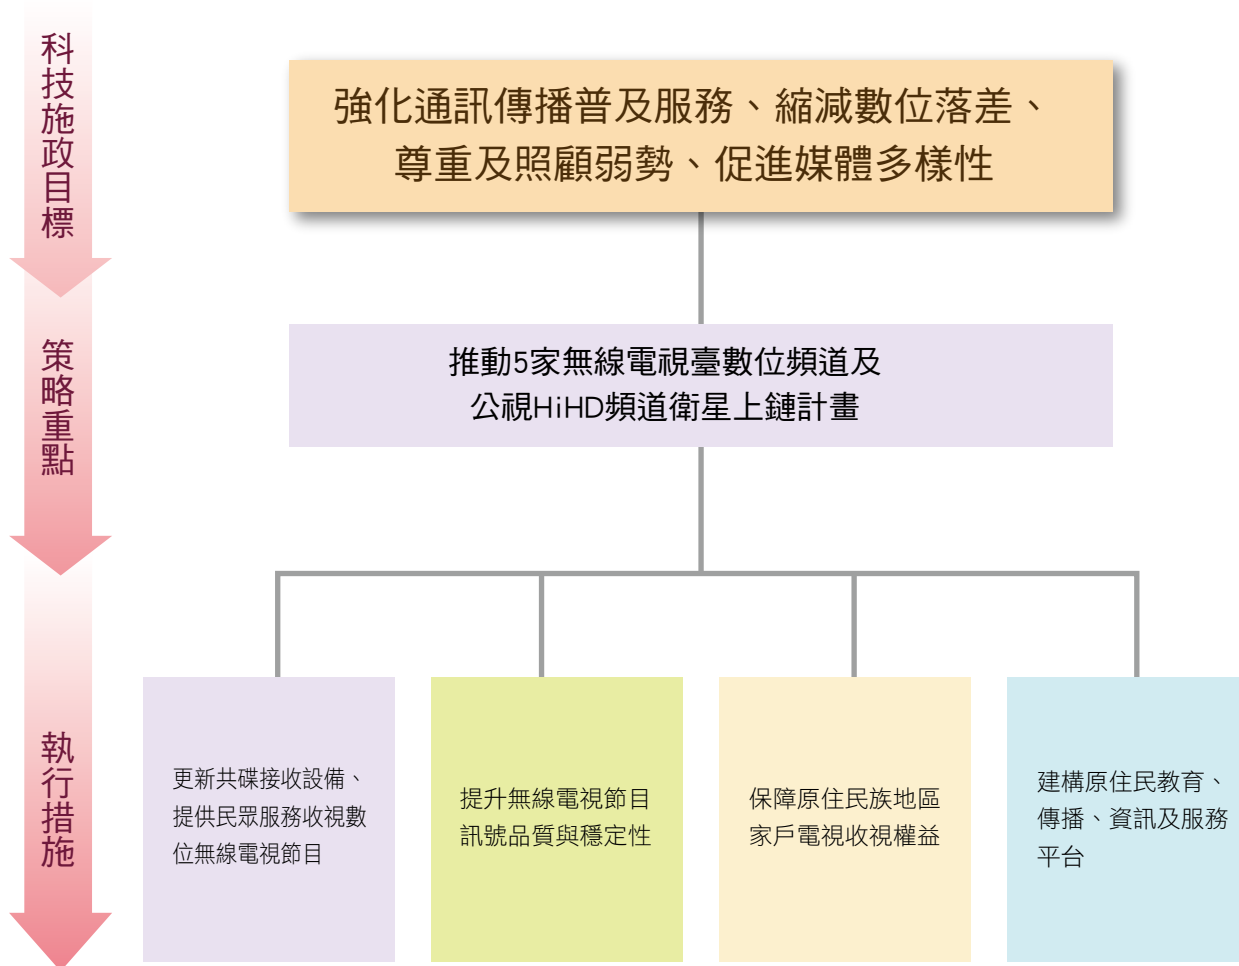 科技施政目標
強化通訊傳播普及服務、縮減數位落差、
尊重及照顧弱勢、促進媒體多樣性
策略重點
推動5家無線電視臺數位頻道及
公視HiHD頻道衛星上鏈計畫
執行措施
更新共碟接收設備、
提供民眾服務收視數
位無線電視節目
提升無線電視節目
訊號品質與穩定性
保障原住民族地區
家戶電視收視權益
建構原住民教育、
傳播、資訊及服務
平台